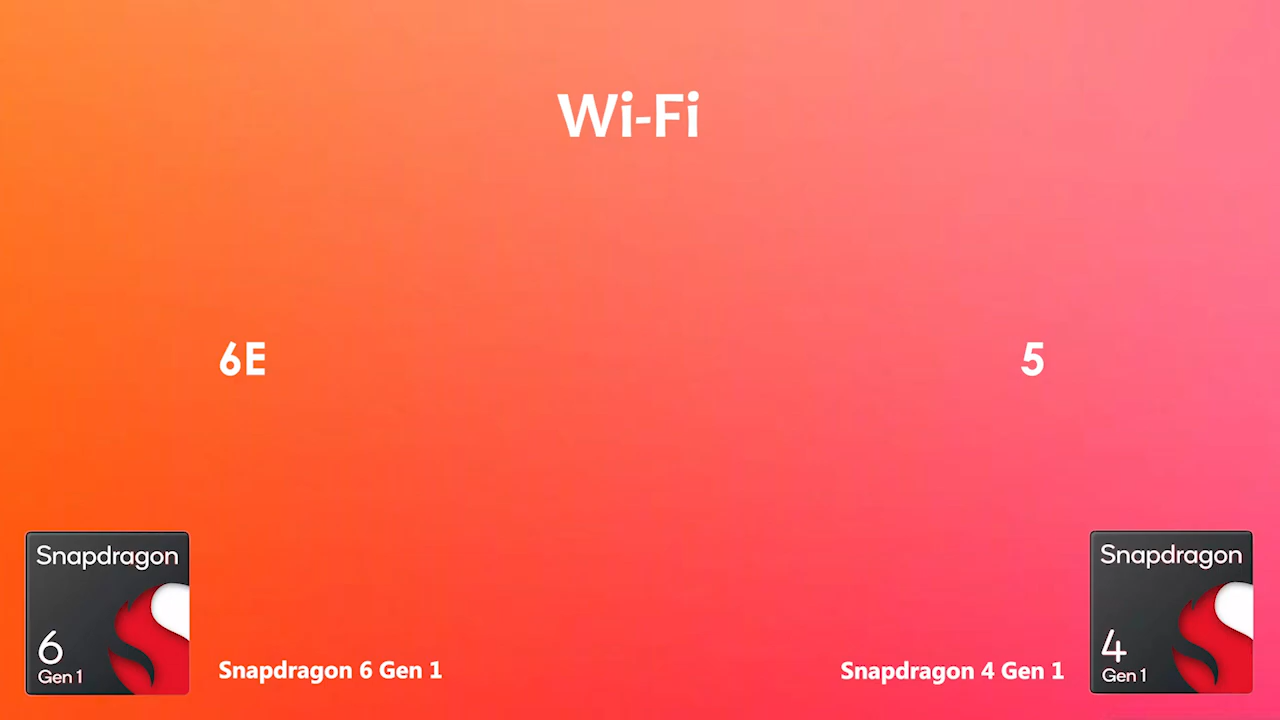 Wi-Fi
6E
5
Snapdragon
6
Gen 1
Snapdragon 6 Gen 1
Snapdragon 4 Gen 1
Snapdragon
4
Gen 1